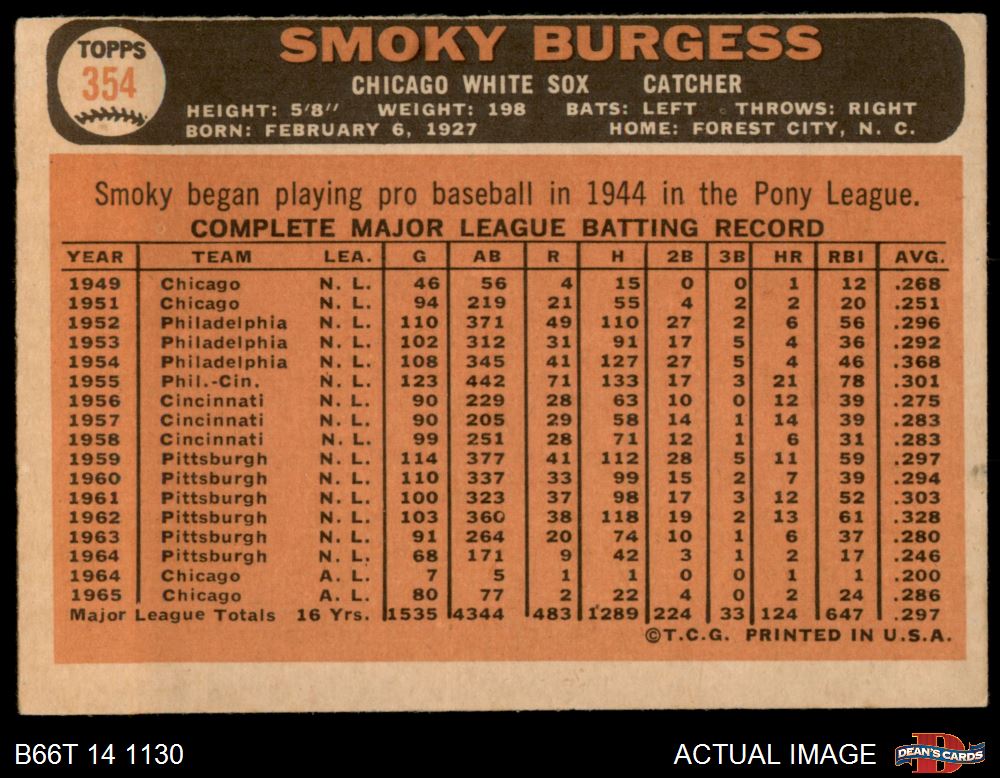 TOPPS
354
SMOKY BURGESS
CHICAGO WHITE SOX CATCHER
HEIGHT: 5'8" WEIGHT: 198 BATS: LEFT THROWS: RIGHT
BORN: FEBRUARY 6, 1927 HOME: FOREST CITY, N. C.
Smoky began playing pro baseball in 1944 in the Pony League.
COMPLETE MAJOR LEAGUE BATTING RECORD
YEAR TEAM LEA. G AB R H 2B 3B HR RBI AVG.
1949 Chicago N. L. 46 56 4 15 0 0 1 12 .268
1951 Chicago N. L. 94 219 21 55 4 2 2 20 .251
1952 Philadelphia N. L. 110 371 49 110 27 2 6 56 .296
1953 Philadelphia N. L. 102 312 31 91 17 5 4 36 .292
1954 Philadelphia N. L. 108 345 41 127 27 5 4 46 .368
1955 Phil.-Cin. N. L. 123 442 71 133 17 3 21 78 .301
1956 Cincinnati N. L. 90 229 28 63 10 0 12 39 .275
1957 Cincinnati N. L. 90 205 29 58 14 1 14 39 .283
1958 Cincinnati N. L. 99 251 28 71 12 1 6 31 .283
1959 Pittsburgh N. L. 114 377 41 112 28 5 11 59 .297
1960 Pittsburgh N. L. 110 337 33 99 15 2 7 39 .294
1961 Pittsburgh N. L. 100 323 37 98 17 3 12 52 .303
1962 Pittsburgh N. L. 103 360 38 118 19 2 13 61 .328
1963 Pittsburgh N. L. 91 264 20 74 10 1 6 37 .280
1964 Pittsburgh N. L. 68 171 9 42 3 1 2 17 .246
1964 Chicago A. L. 7 5 1 1 0 0 1 1 .200
1965 Chicago A. L. 80 77 2 22 4 0 2 24 .286
Major League Totals 16 Yrs. 1535 4344 483 1289 224 33 124 647 .297
©T.C.G. PRINTED IN U.S.A.
B66T 14 1130 ACTUAL IMAGE DEAN'S CARDS